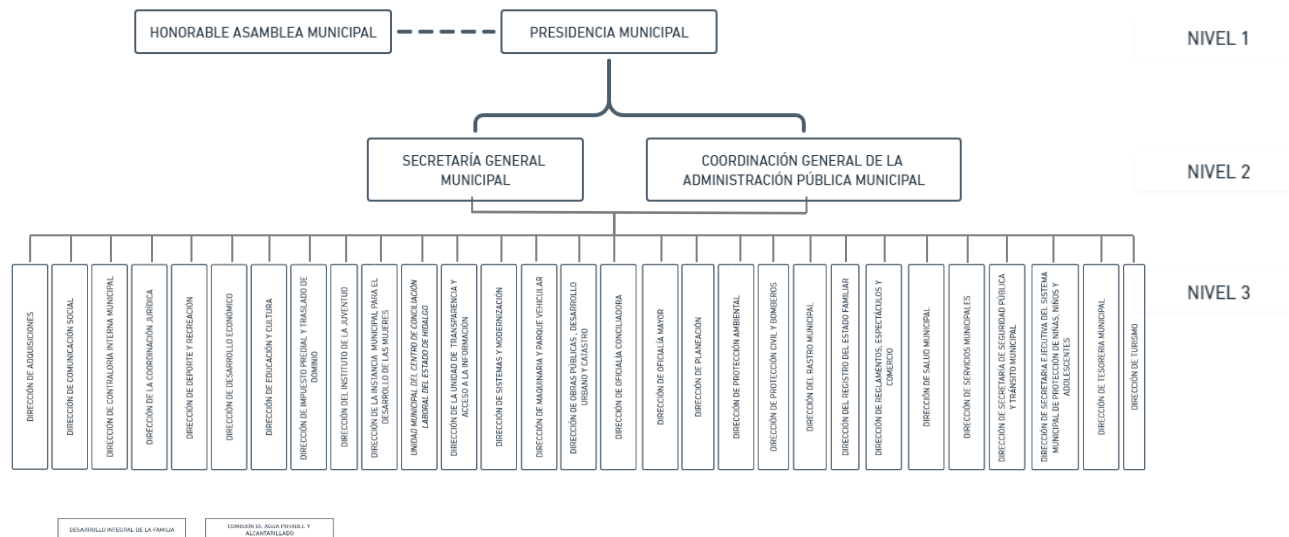 HONORABLE ASAMBLEA MUNICIPAL
PRESIDENCIA MUNICIPAL
NIVEL 1
SECRETARÍA GENERAL
MUNICIPAL
COORDINACIÓN GENERAL DE LA
ADMINISTRACIÓN PÚBLICA MUNICIPAL
NIVEL 2
NIVEL 3
DIRECCIÓN DE ADQUISICIONES
DIRECCIÓN DE COMUNICACIÓN SOCIAL
DIRECCIÓN DE CONTRALORÍA INTERNA MUNICIPAL
DIRECCIÓN DE LA COORDINACIÓN JURÍDICA
DIRECCIÓN DE DEPORTE Y RECREACIÓN
DIRECCIÓN DE DESARROLLO ECONÓMICO
DIRECCIÓN DE EDUCACIÓN Y CULTURA
DIRECCIÓN DE IMPUESTO PREDIAL Y TRASLADO DE
DOMINIO
DIRECCIÓN DEL INSTITUTO DE LA JUVENTUD
DIRECCIÓN DE LA INSTANCIA MUNICIPAL PARA EL
DESARROLLO DE LAS MUJERES
UNIDAD MUNICIPAL DEL CENTRO DE CONCILIACIÓN
LABORAL DEL ESTADO DE HIDALGO
DIRECCIÓN DE LA UNIDAD DE TRANSPARENCIA Y
ACCESO A LA INFORMACIÓN
DIRECCIÓN DE SISTEMAS Y MODERNIZACIÓN
DIRECCIÓN DE MAQUINARIA Y PARQUE VEHICULAR
DIRECCIÓN DE OBRAS PÚBLICAS, DESARROLLO
URBANO Y CATASTRO
DIRECCIÓN DE OFICIALÍA CONCILIADORA
DIRECCIÓN DE OFICIALÍA MAYOR
DIRECCIÓN DE PLANEACIÓN
DIRECCIÓN DE PROTECCIÓN AMBIENTAL
DIRECCIÓN DE PROTECCIÓN CIVIL Y BOMBEROS
DIRECCIÓN DEL RASTRO MUNICIPAL
DIRECCIÓN DEL REGISTRO DEL ESTADO FAMILIAR
DIRECCIÓN DE REGLAMENTOS, ESPECTÁCULOS Y
COMERCIO
DIRECCIÓN DE SALUD MUNICIPAL
DIRECCIÓN DE SERVICIOS MUNICIPALES
DIRECCIÓN DE SECRETARÍA DE SEGURIDAD PÚBLICA
Y TRÁNSITO MUNICIPAL
DIRECCIÓN DE SECRETARIA EJECUTIVA DEL SISTEMA
MUNICIPAL DE PROTECCIÓN DE NIÑAS, NIÑOS Y
ADOLESCENTES
DIRECCIÓN DE TESORERIA MUNICIPAL
DIRECCIÓN DE TURISMO
DESARROLLO INTEGRAL DE LA FAMILIA
COMISIÓN DE AGUA POTABLE Y
ALCANTARILLADO